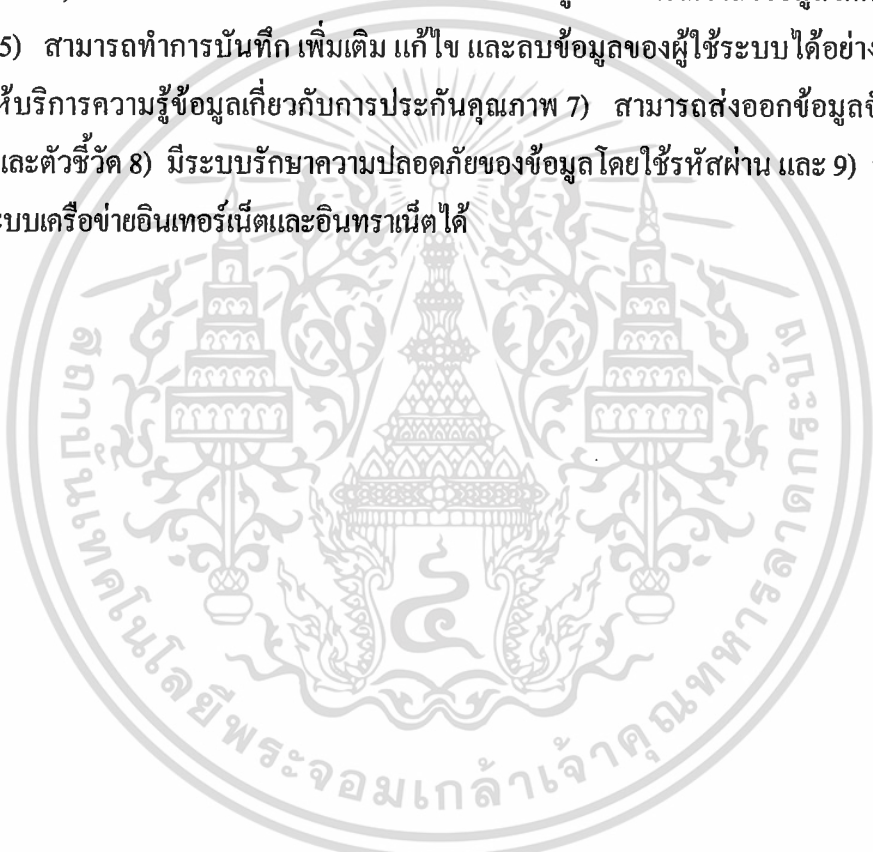 5) สามารถทำการบันทึก เพิ่มเติม แก้ไข และลบข้อมูลของผู้ใช้ระบบได้อย่าง
ห้บริการความรู้ข้อมูลเกี่ยวกับการประกันคุณภาพ 7) สามารถส่งออกข้อมูล
และตัวชี้วัด 8) มีระบบรักษาความปลอดภัยของข้อมูลโดยใช้รหัสผ่าน และ 9)
ะบบเครือข่ายอินเทอร์เน็ตและอินทราเน็ตได้
สถาบันเทคโนโลยีพระจอมเกล้าเจ้าคุณทหารลาดกระบัง